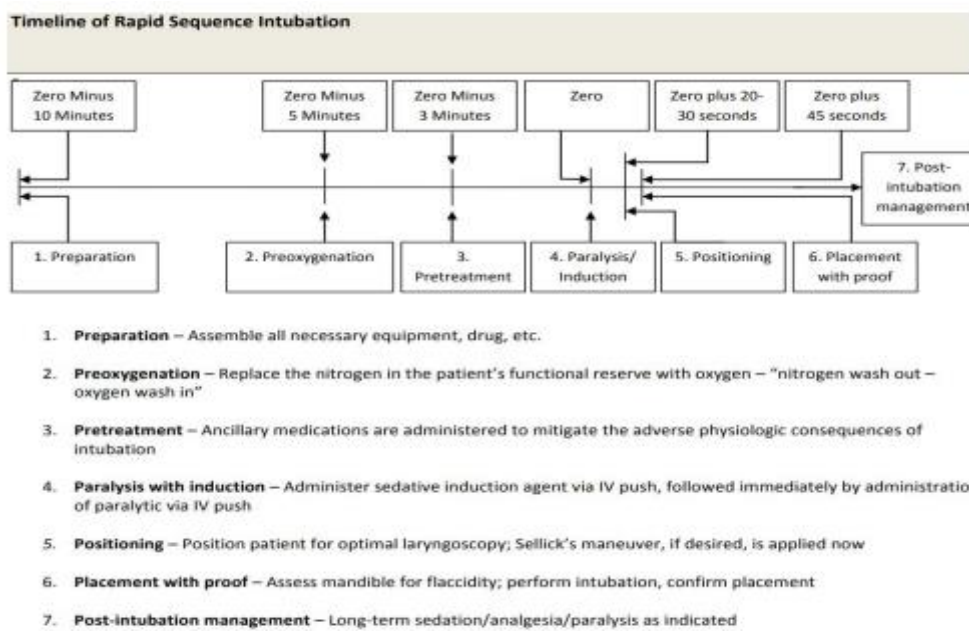 Timeline of Rapid Sequence Intubation
Zero Minus
10 Minutes
Zero Minus
5 Minutes
Zero Minus
3 Minutes
Zero
Zero plus 20-
30 seconds
Zero plus
45 seconds
7. Post-
intubation
management
1. Preparation
2. Preoxygenation
3.
Pretreatment
4. Paralysis/
Induction
5. Positioning
6. Placement
with proof
1. Preparation – Assemble all necessary equipment, drug, etc.
2. Preoxygenation – Replace the nitrogen in the patient's functional reserve with oxygen – “nitrogen wash out –
oxygen wash in”
3. Pretreatment – Ancillary medications are administered to mitigate the adverse physiologic consequences of
intubation
4. Paralysis with induction – Administer sedative induction agent via IV push, followed immediately by administratio
of paralytic via IV push
5. Positioning – Position patient for optimal laryngoscopy; Sellick's maneuver, if desired, is applied now
6. Placement with proof – Assess mandible for flaccidity; perform intubation, confirm placement
7. Post-intubation management – Long-term sedation/analgesia/paralysis as indicated